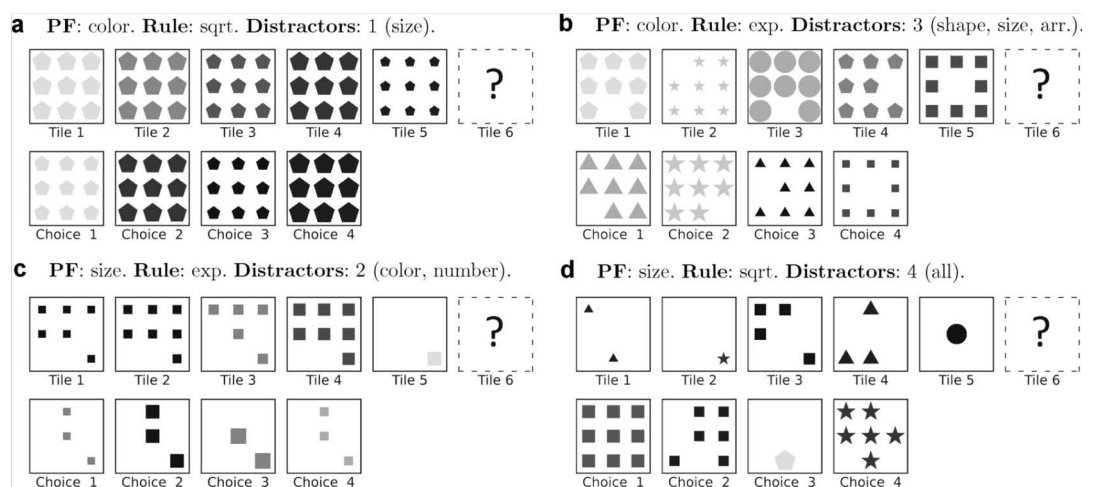 a PF: color. Rule: sqrt. Distractors: 1 (size).
? 
Tile 1 Tile 2 Tile 3 Tile 4 Tile 5 Tile 6
Choice 1 Choice 2 Choice 3 Choice 4
b PF: color. Rule: exp. Distractors: 3 (shape, size, arr.).
?
Tile 1 Tile 2 Tile 3 Tile 4 Tile 5 Tile 6
Choice 1 Choice 2 Choice 3 Choice 4
c PF: size. Rule: exp. Distractors: 2 (color, number).
?
Tile 1 Tile 2 Tile 3 Tile 4 Tile 5 Tile 6
Choice 1 Choice 2 Choice 3 Choice 4
d PF: size. Rule: sqrt. Distractors: 4 (all).
?
Tile 1 Tile 2 Tile 3 Tile 4 Tile 5 Tile 6
Choice 1 Choice 2 Choice 3 Choice 4